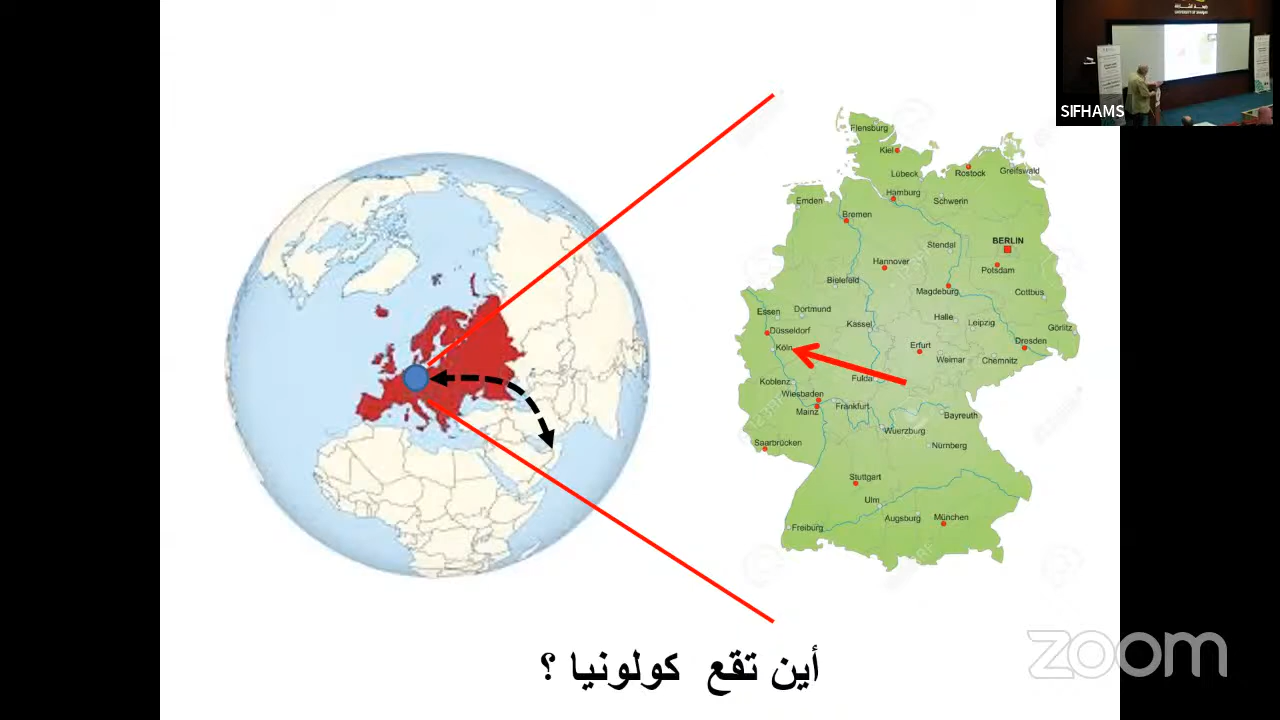 SIFHAMS
Flensburg
Kiel
Lübeck
Rostock
Greifswald
Emden
Hamburg
Schwerin
Bremen
Stendal
BERLIN
Hannover
Potsdam
Bielefeld
Magdeburg
Cottbus
Essen
Dortmund
Halle
Leipzig
Düsseldorf
Kassel
Görlitz
Köln
Erfurt
Weimar
Chemnitz
Dresden
Koblenz
Fulda
Wiesbaden
Mainz
Frankfurt
Bayreuth
Wuerzburg
Saarbrücken
Nürnberg
Stuttgart
Ulm
Augsburg
München
Freiburg
أين تقع كولونيا ؟
zoom